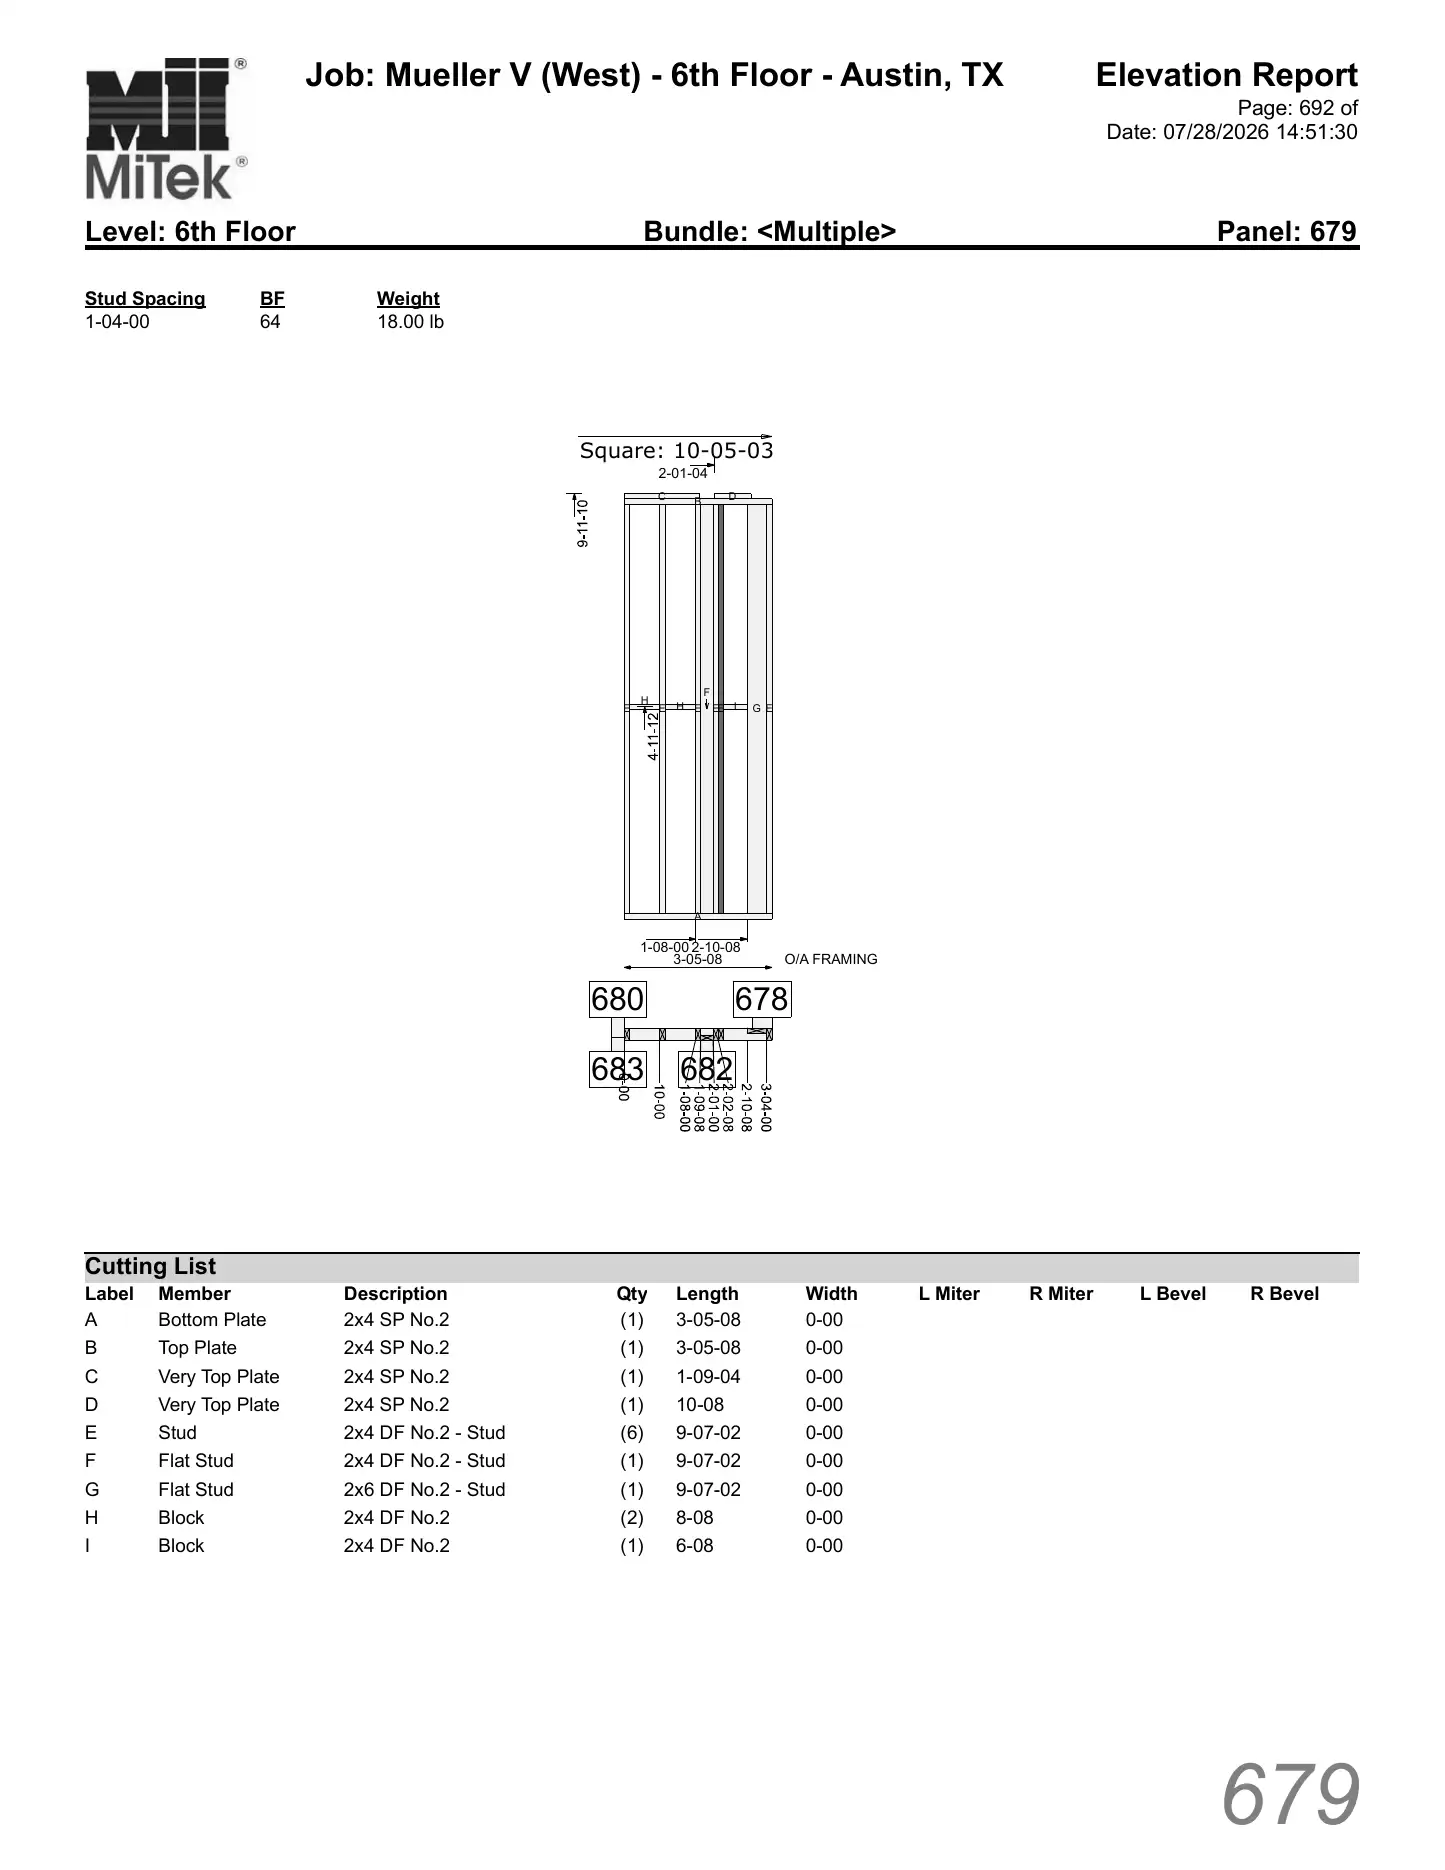 MiTek®
Job: Mueller V (West) - 6th Floor - Austin, TX
Elevation Report
Page: 692 of
Date: 07/28/2026 14:51:30
Level: 6th Floor Bundle: <Multiple> Panel: 679
Stud Spacing BF Weight
1-04-00 64 18.00 lb
Square: 10-05-03
2-01-04
C B D
9-11-10
F
H
E E H E E E I G E
4-11-12
A
1-08-00 2-10-08
3-05-08 O/A FRAMING
680 678
683 682
0-00 10-00 1-08-00 1-09-08 2-01-00 2-02-08 2-10-08 3-04-00
Cutting List
Label Member Description Qty Length Width L Miter R Miter L Bevel R Bevel
A Bottom Plate 2x4 SP No.2 (1) 3-05-08 0-00
B Top Plate 2x4 SP No.2 (1) 3-05-08 0-00
C Very Top Plate 2x4 SP No.2 (1) 1-09-04 0-00
D Very Top Plate 2x4 SP No.2 (1) 10-08 0-00
E Stud 2x4 DF No.2 - Stud (6) 9-07-02 0-00
F Flat Stud 2x4 DF No.2 - Stud (1) 9-07-02 0-00
G Flat Stud 2x6 DF No.2 - Stud (1) 9-07-02 0-00
H Block 2x4 DF No.2 (2) 8-08 0-00
I Block 2x4 DF No.2 (1) 6-08 0-00
679